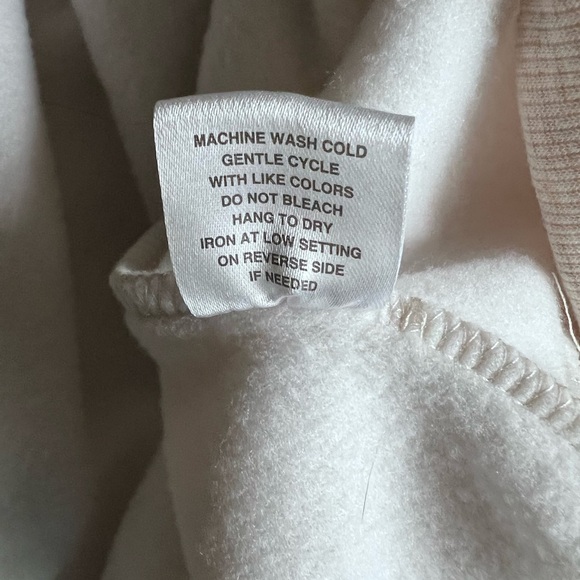 MACHINE WASH COLD
GENTLE CYCLE
WITH LIKE COLORS
DO NOT BLEACH
HANG TO DRY
IRON AT LOW SETTING
ON REVERSE SIDE
IF NEEDED